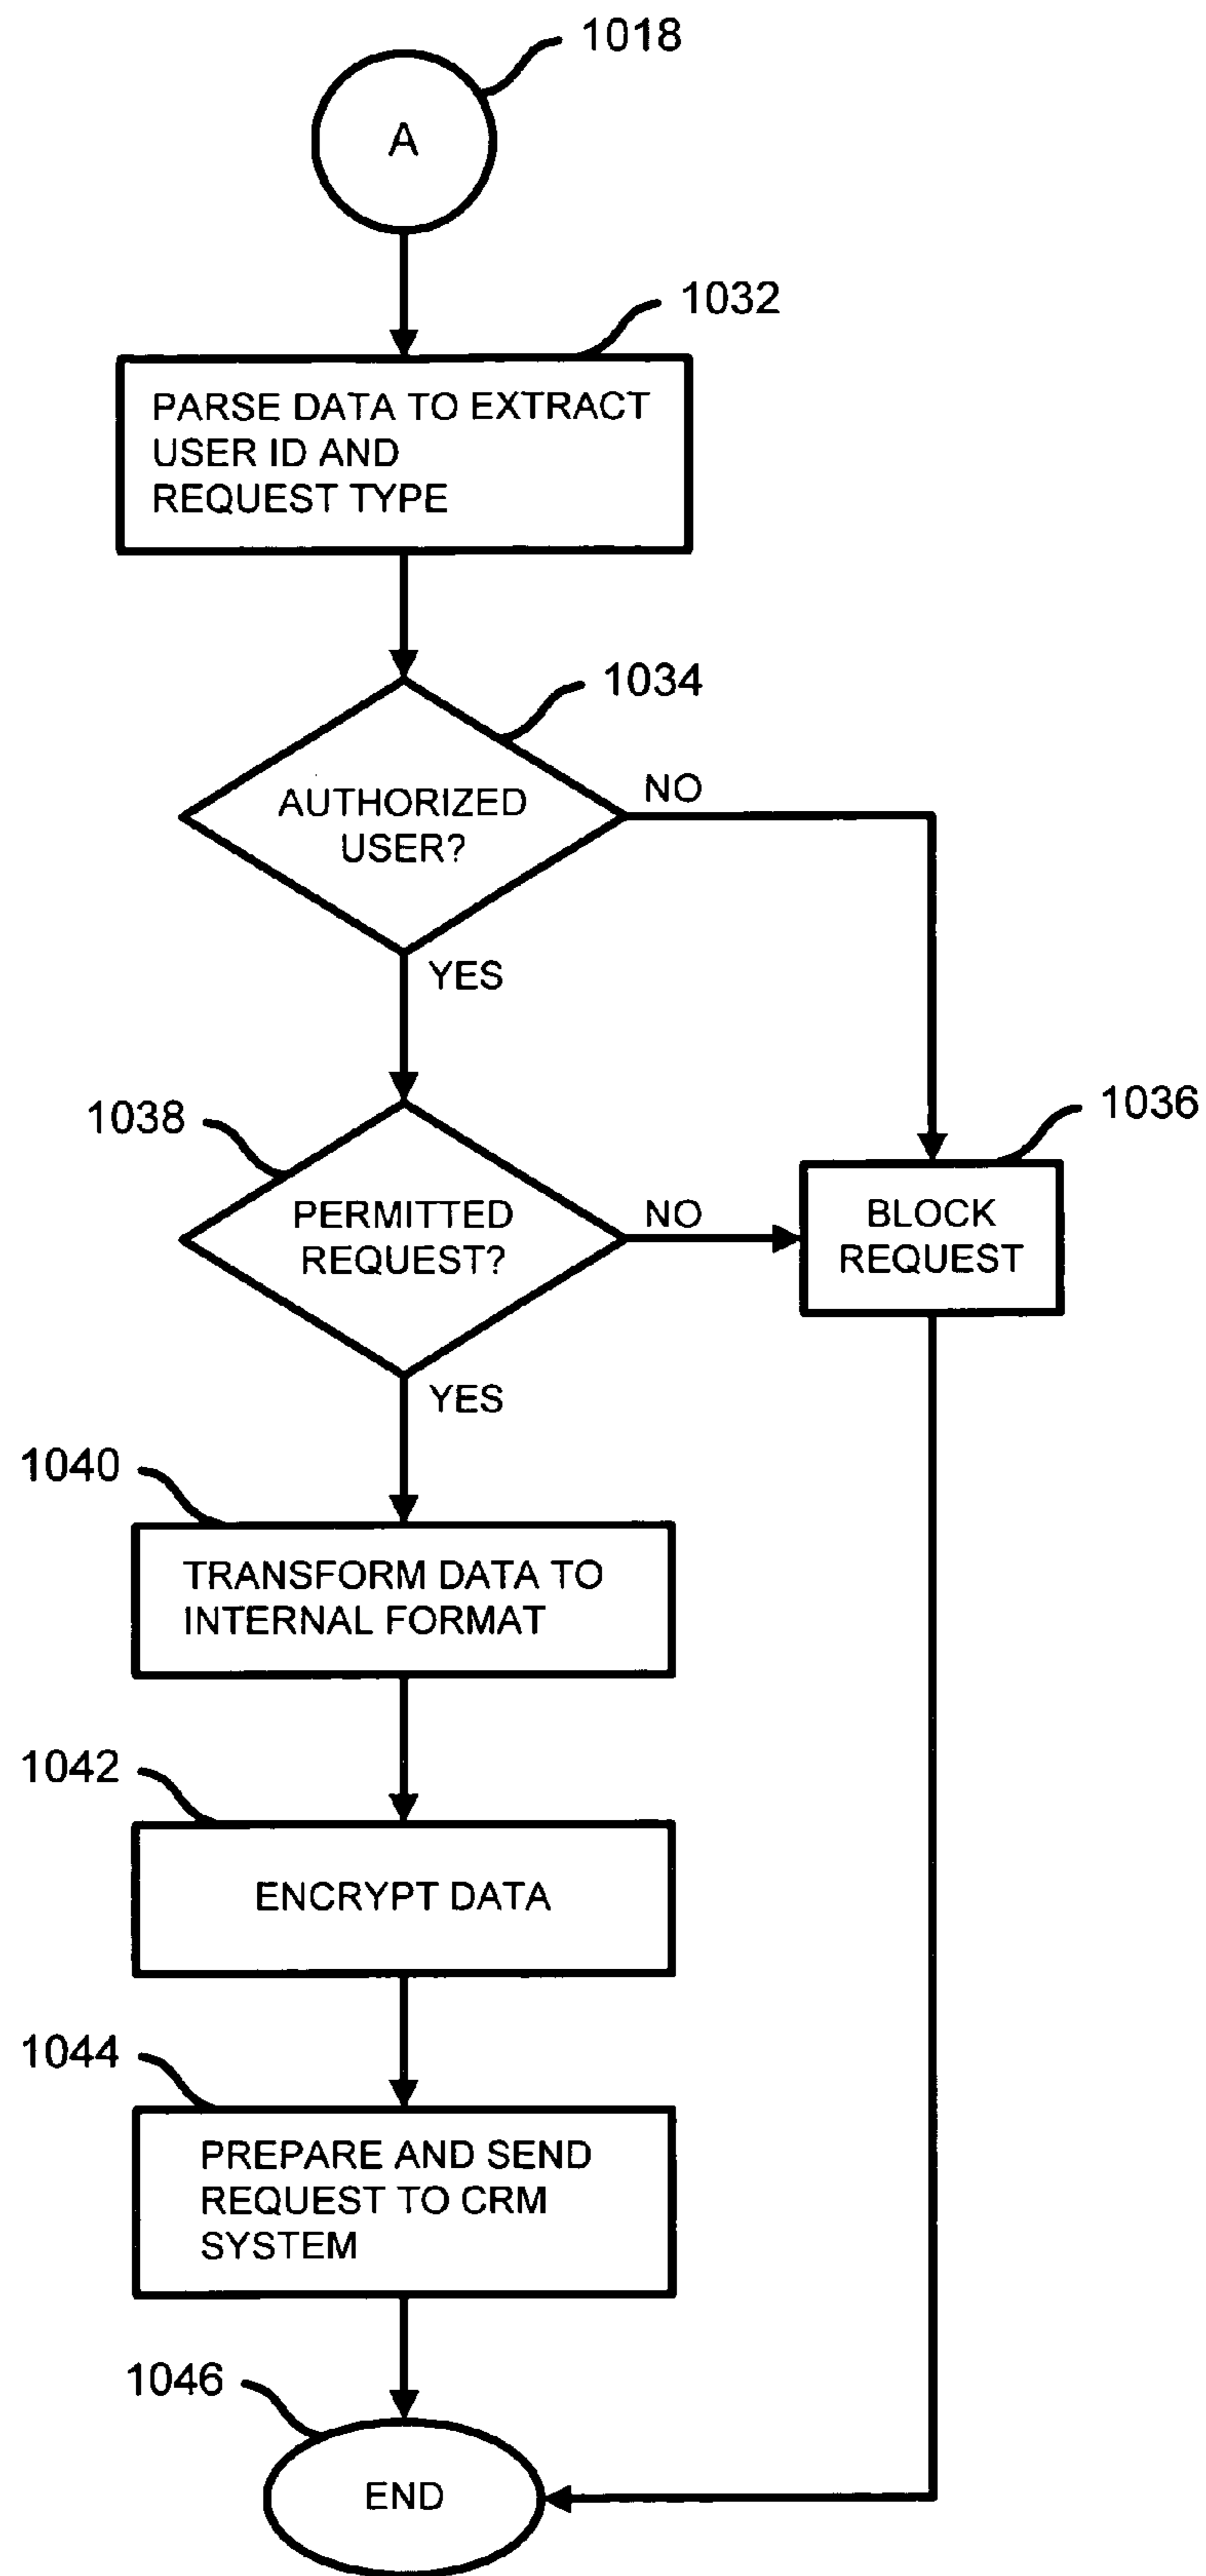 1018
A
1032
PARSE DATA TO EXTRACT
USER ID AND
REQUEST TYPE
1034
AUTHORIZED
USER?
NO
YES
1038
PERMITTED
REQUEST?
NO
YES
1036
BLOCK
REQUEST
1040
TRANSFORM DATA TO
INTERNAL FORMAT
1042
ENCRYPT DATA
1044
PREPARE AND SEND
REQUEST TO CRM
SYSTEM
1046
END